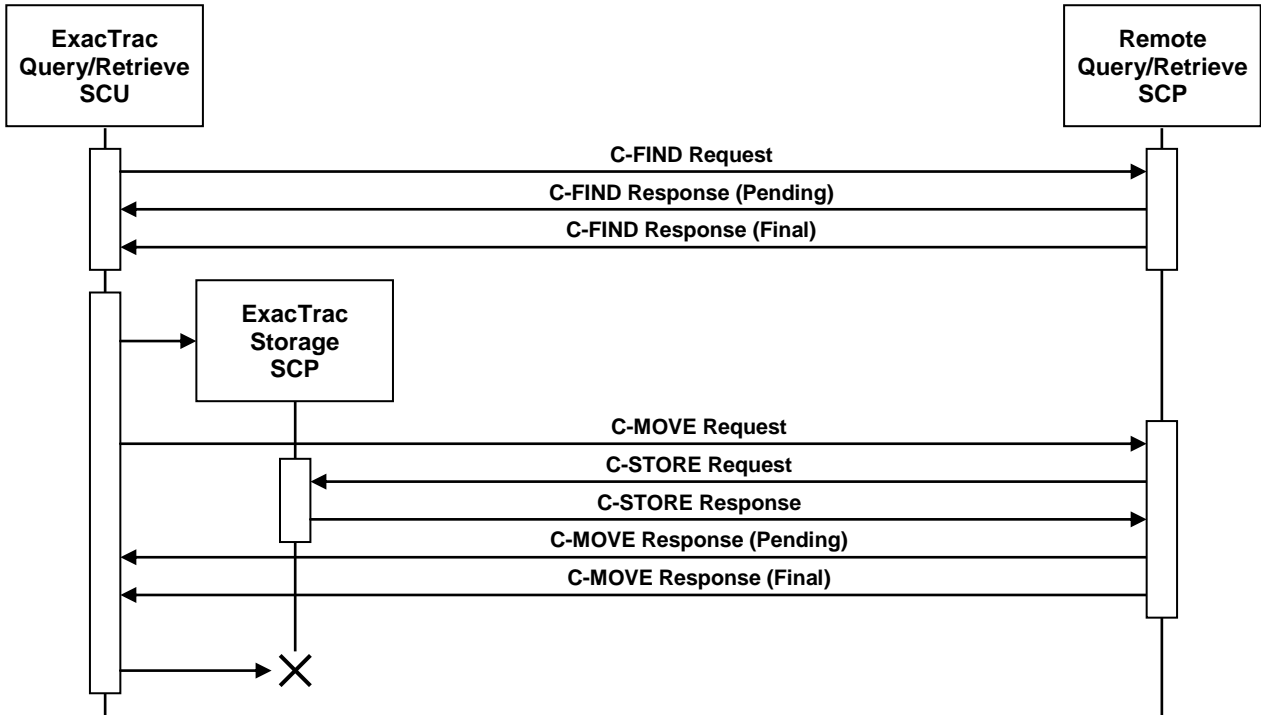 ExacTrac
Query/Retrieve
SCU
Remote
Query/Retrieve
SCP
C-FIND Request
C-FIND Response (Pending)
C-FIND Response (Final)
ExacTrac
Storage
SCP
C-MOVE Request
C-STORE Request
C-STORE Response
C-MOVE Response (Pending)
C-MOVE Response (Final)